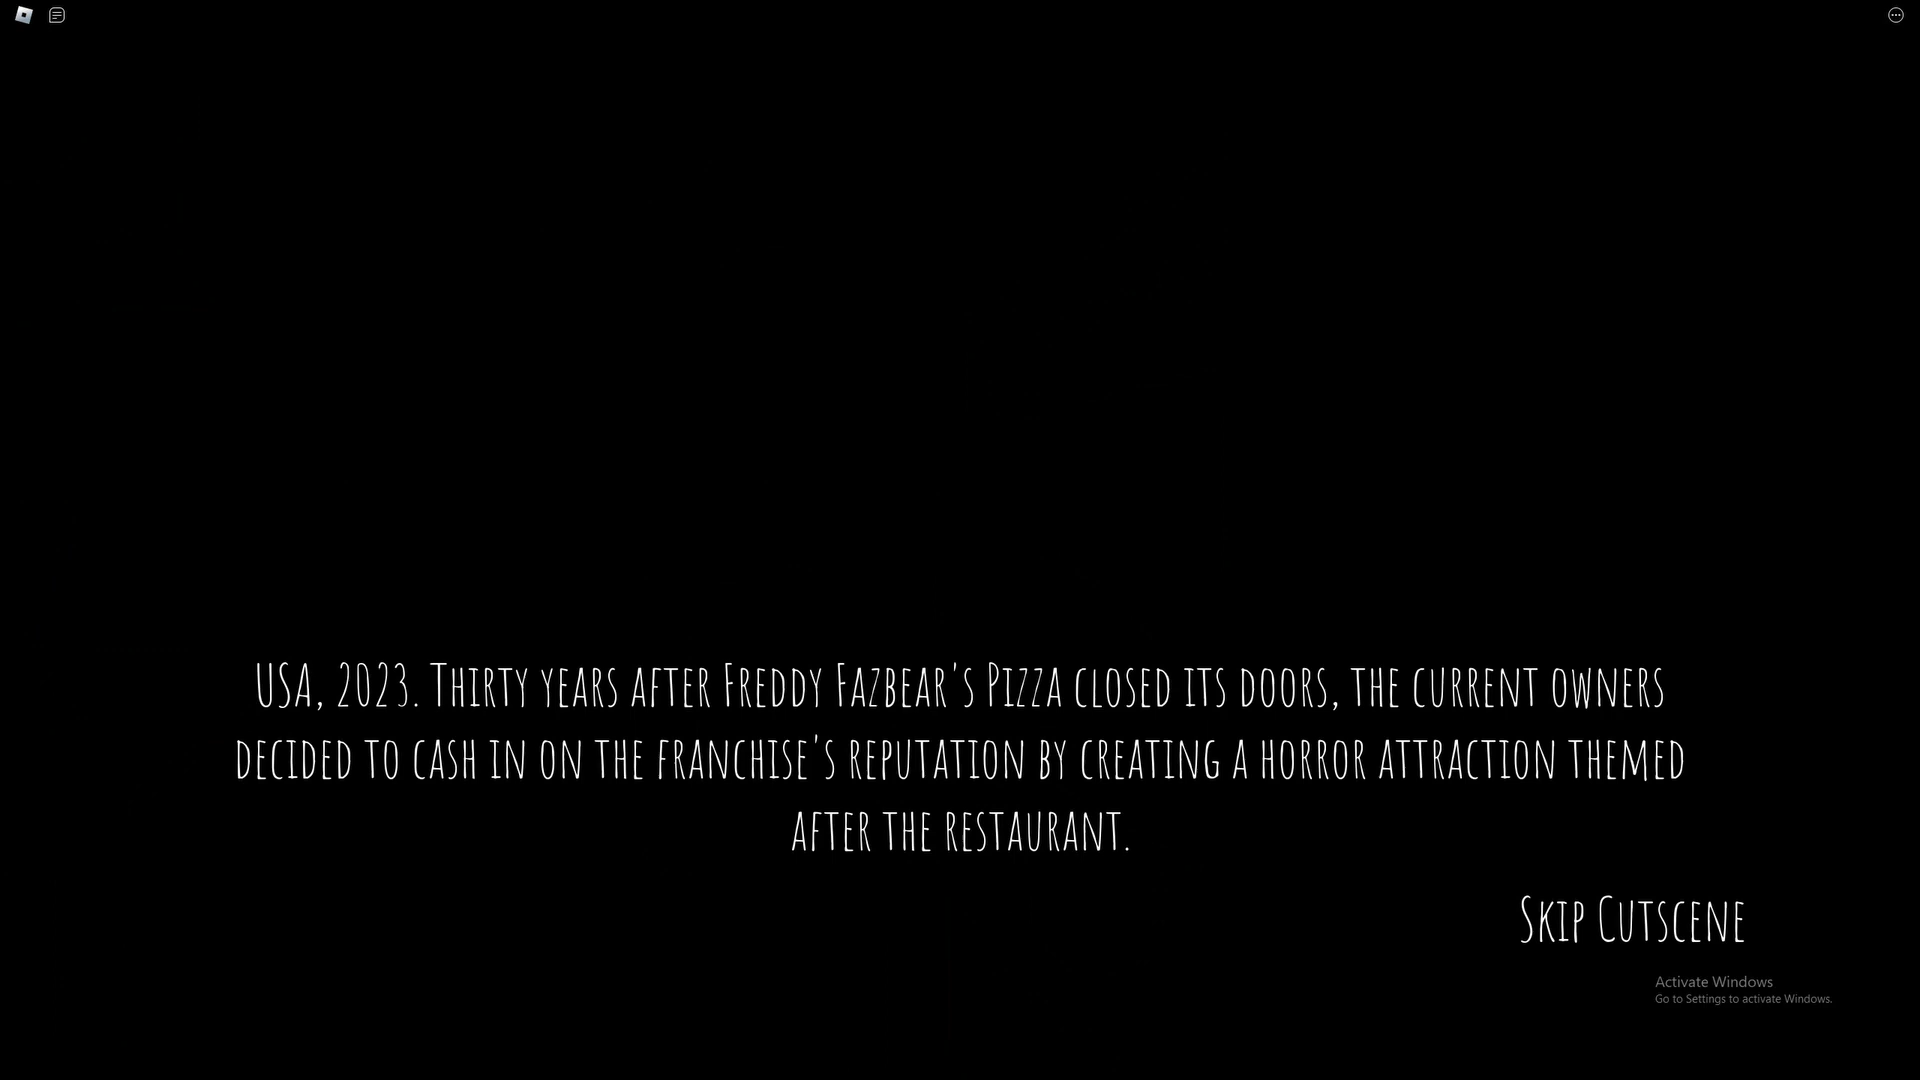 USA, 2023. Thirty years after Freddy Fazbear's Pizza closed its doors, the current owners
decided to cash in on the franchise's reputation by creating a horror attraction themed
after the restaurant.
Skip Cutscene
Activate Windows
Go to Settings to activate Windows.